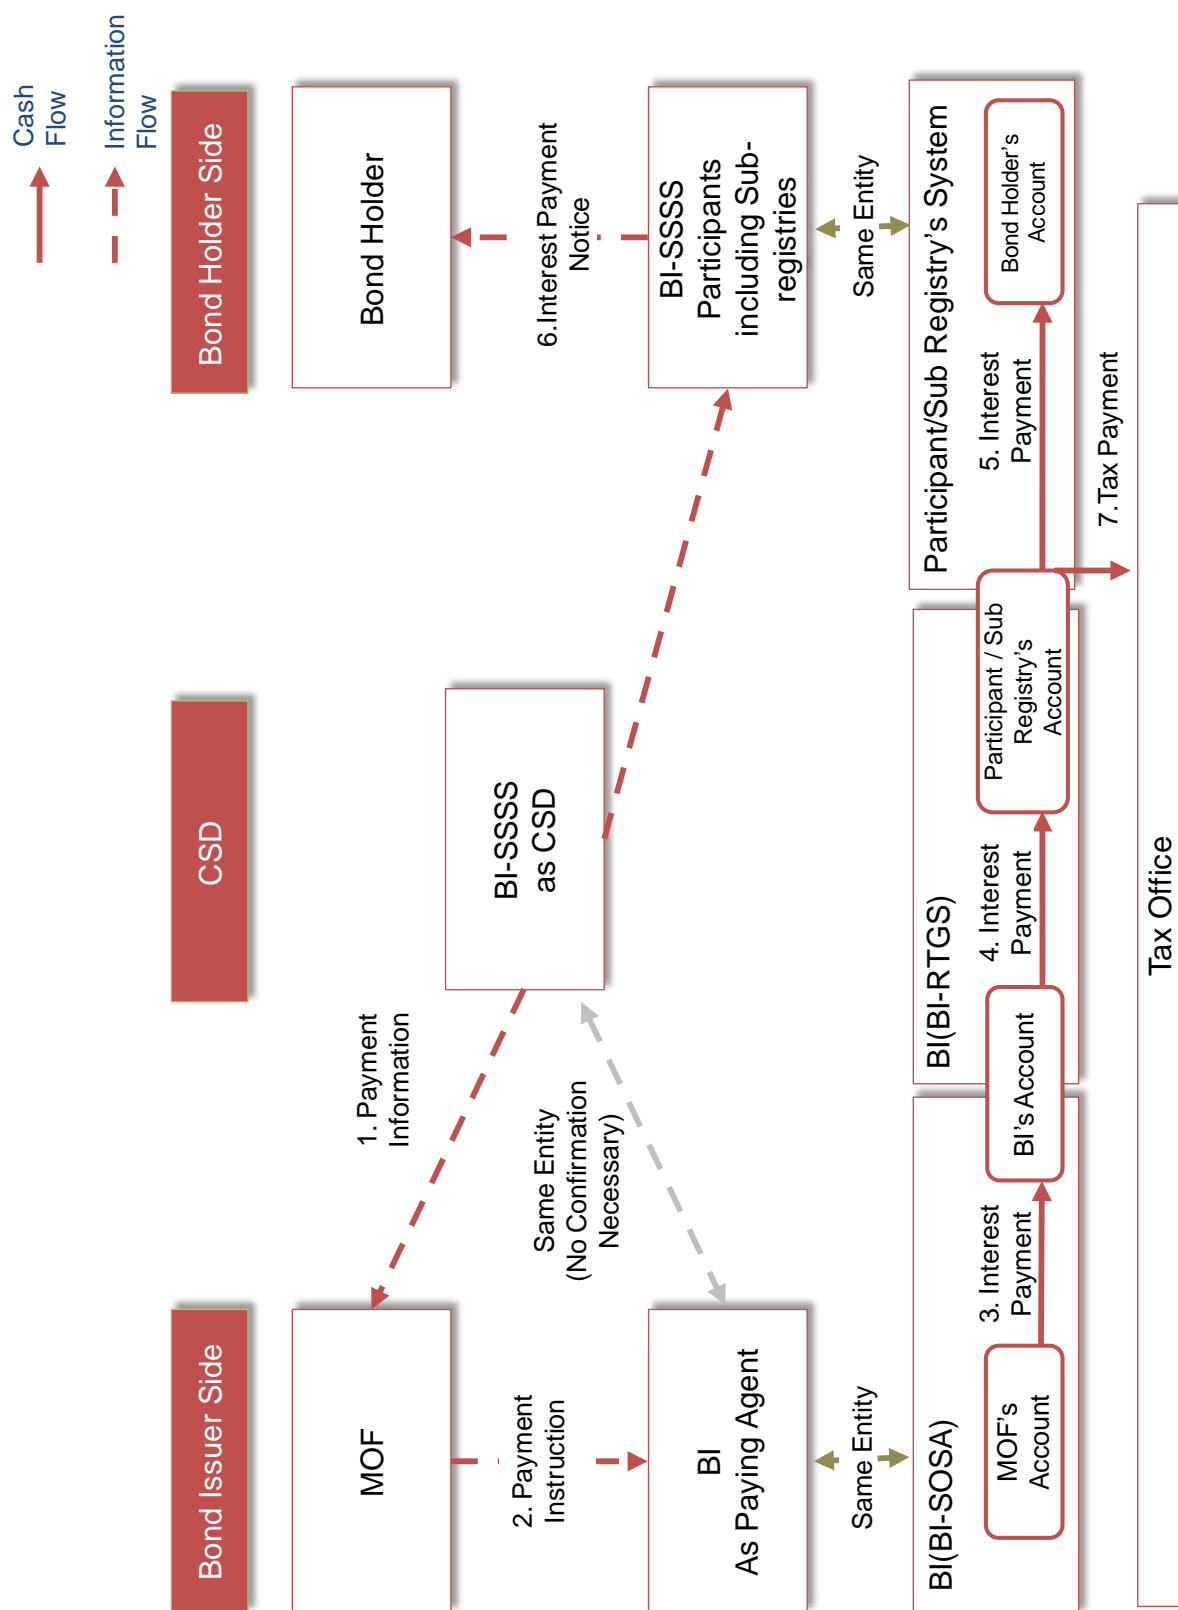 Cash
Flow
Information
Flow
Bond Issuer Side
CSD
Bond Holder Side
MOF
Bond Holder
1. Payment
Information
BI-SSSS
as CSD
2. Payment
Instruction
Same Entity
(No Confirmation
Necessary)
6.Interest Payment
Notice
BI
As Paying Agent
BI-SSSS
Participants
including Sub-
registries
Same Entity
Same Entity
BI(BI-SOSA)
BI(BI-RTGS)
Participant/Sub Registry’s System
MOF’s
Account
3. Interest
Payment
BI’s Account
4. Interest
Payment
Participant / Sub
Registry’s
Account
5. Interest
Payment
Bond Holder’s
Account
7.Tax Payment
Tax Office